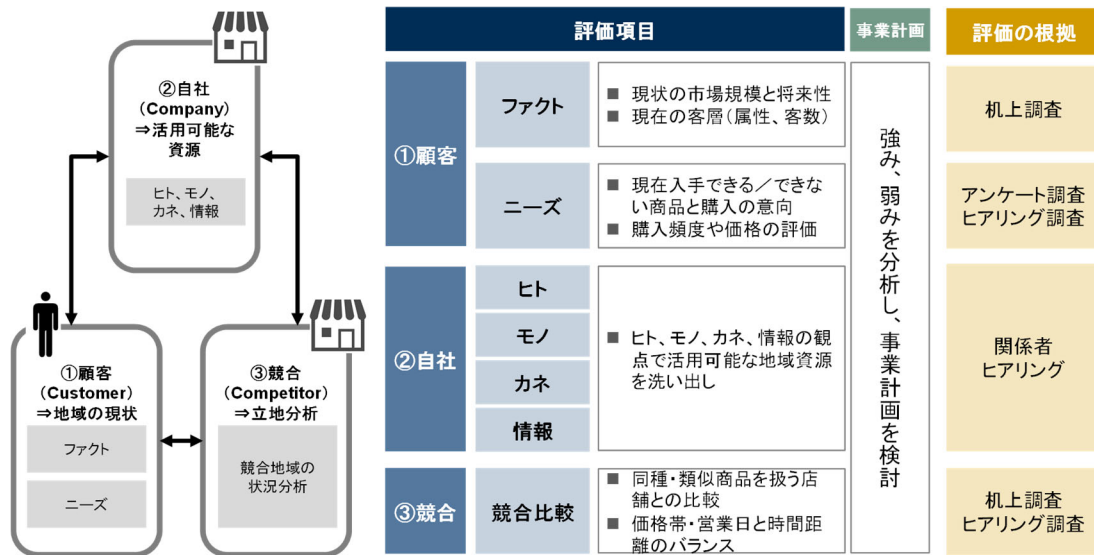 ②自社
(Company)
⇒活用可能な
資源
ヒト、モノ、
カネ、情報
①顧客
(Customer)
⇒地域の現状
ファクト
ニーズ
③競合
(Competitor)
⇒立地分析
競合地域の
状況分析
評価項目
事業計画
評価の根拠
①顧客
ファクト
■ 現状の市場規模と将来性
■ 現在の客層(属性、客数)
机上調査
ニーズ
■ 現在入手できる/できな
い商品と購入の意向
■ 購入頻度や価格の評価
アンケート調査
ヒアリング調査
②自社
ヒト
モノ
カネ
情報
■ ヒト、モノ、カネ、情報の観
点で活用可能な地域資源
を洗い出し
関係者
ヒアリング
③競合
競合比較
■ 同種・類似商品を扱う店
舗との比較
■ 価格帯・営業日と時間距
離のバランス
机上調査
ヒアリング調査
強み、弱みを分析し、事業計画を検討